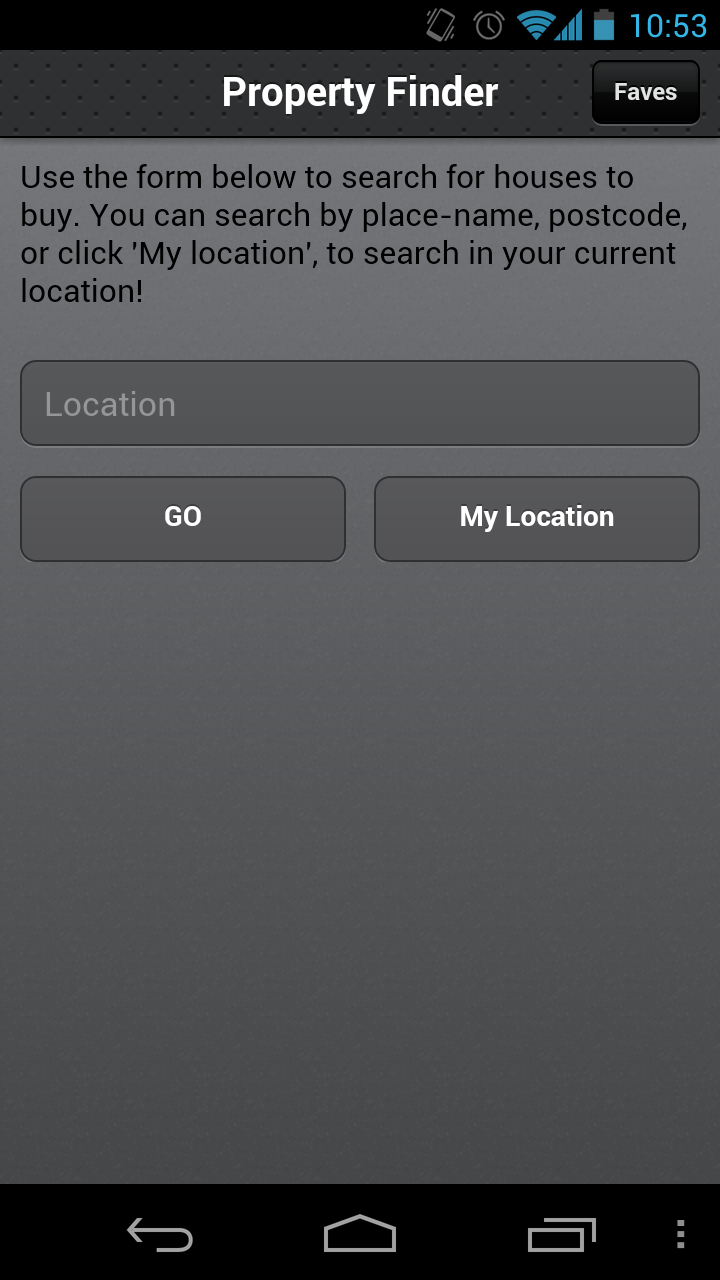 10:53
Property Finder
Faves
Use the form below to search for houses to
buy. You can search by place-name, postcode,
or click 'My location', to search in your current
location!
Location
GO
My Location